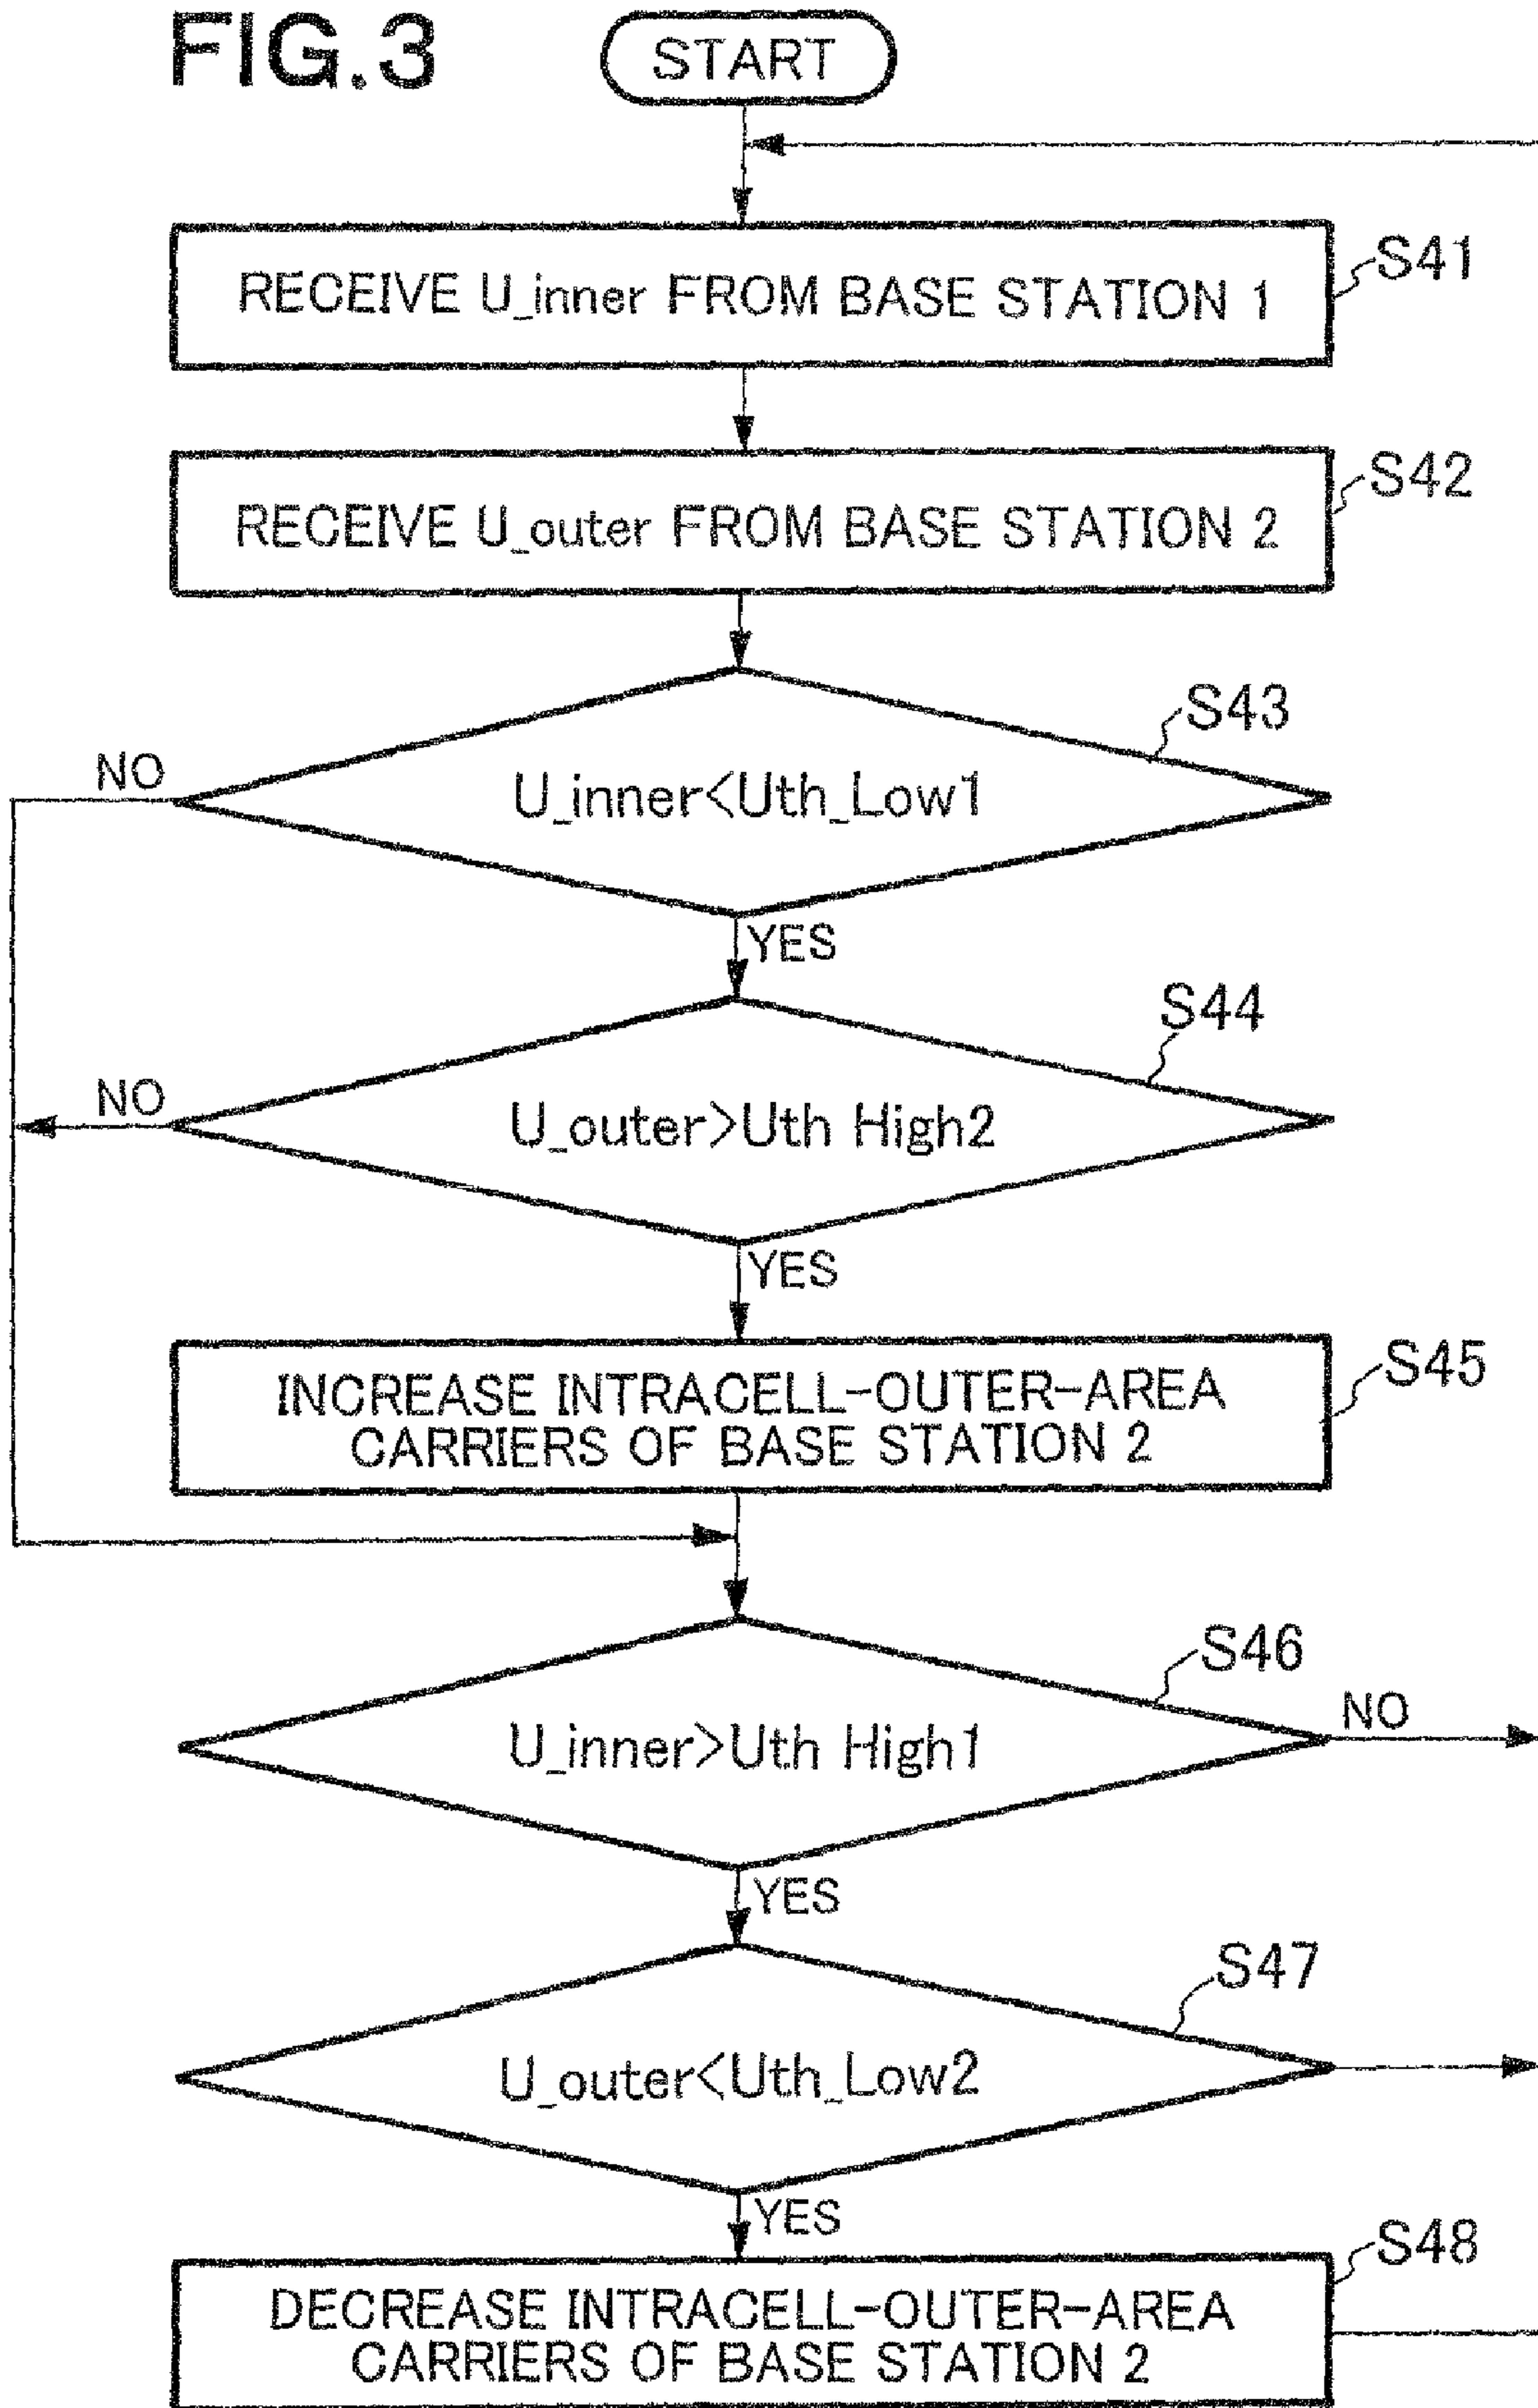 FIG.3
START
RECEIVE U_inner FROM BASE STATION 1
S41
RECEIVE U_outer FROM BASE STATION 2
S42
S43
NO
U_inner<Uth_Low1
YES
S44
NO
U_outer>Uth High2
YES
S45
INCREASE INTRACELL-OUTER-AREA
CARRIERS OF BASE STATION 2
S46
NO
U_inner>Uth High1
YES
S47
U_outer<Uth_Low2
YES
S48
DECREASE INTRACELL-OUTER-AREA
CARRIERS OF BASE STATION 2